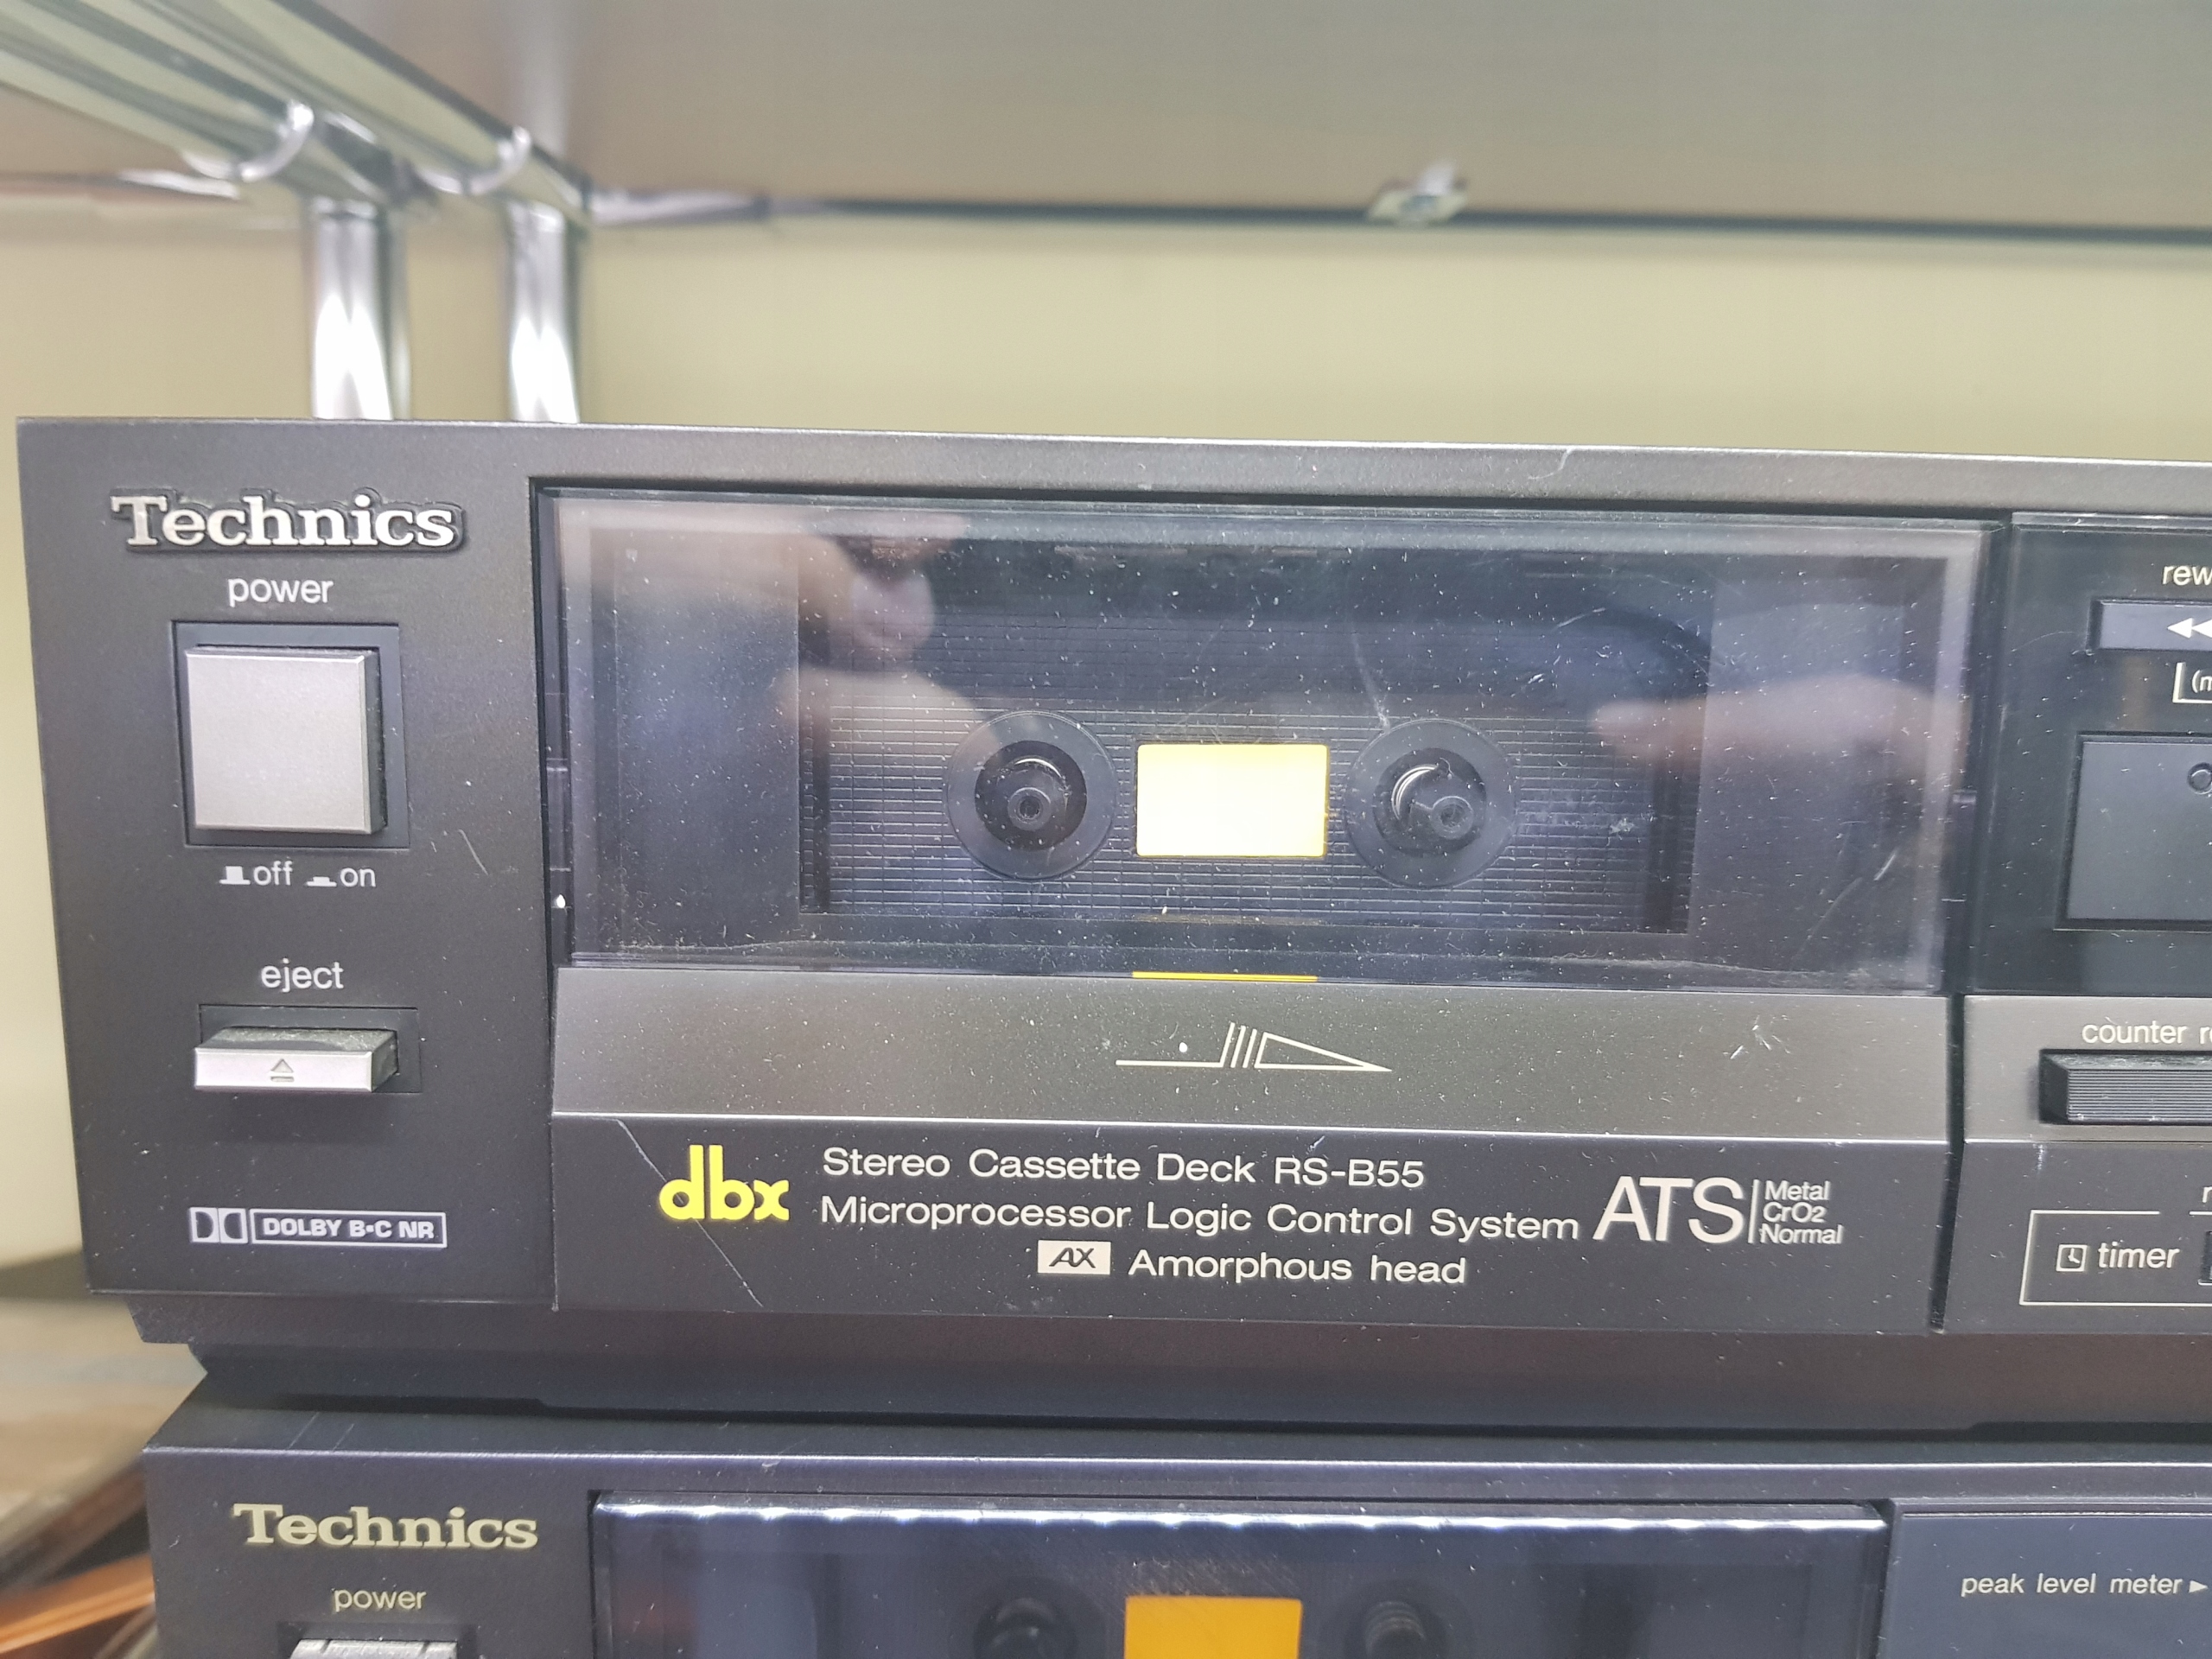 Technics
power
off on
eject
DOLBY B·C NR
dbx
Stereo Cassette Deck RS-B55
Microprocessor Logic Control System
AX Amorphous head
ATS
Metal
CrO2
Normal
counter
timer
Technics
power
peak level meter